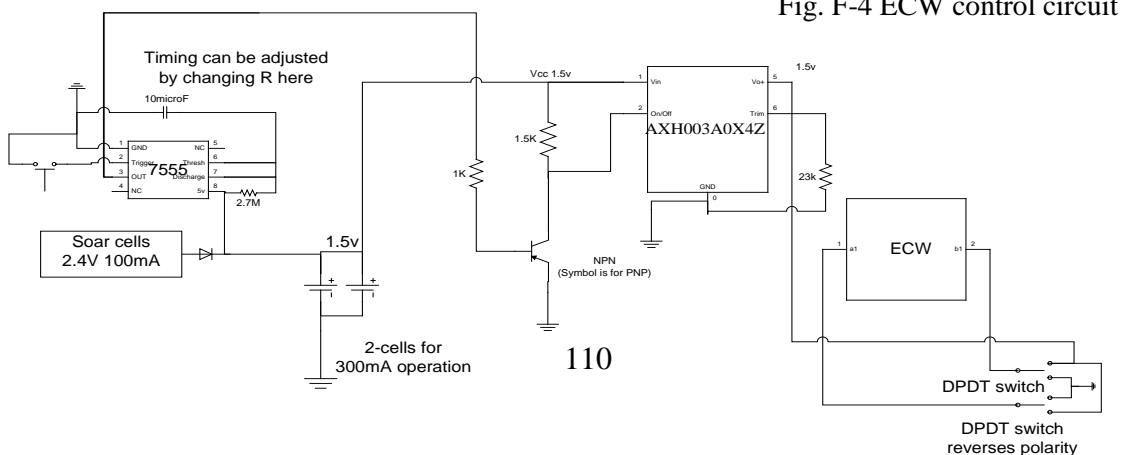 Fig. F-4 ECW control circuit
Timing can be adjusted
by changing R here
10microF
1 GND NC 5
2 Trigger Thresh 6
7555
3 OUT Discharge 7
4 NC 5v 8
2.7M
Soar cells
2.4V 100mA
1.5v
2-cells for
300mA operation
1K
Vcc 1.5v
1.5K
NPN
(Symbol is for PNP)
1 Vin Vo+ 5
1.5v
2 On/Off Trim 6
AXH003A0X4Z
GND
0
23k
ECW
1 a1 b1 2
DPDT switch
DPDT switch
reverses polarity
110